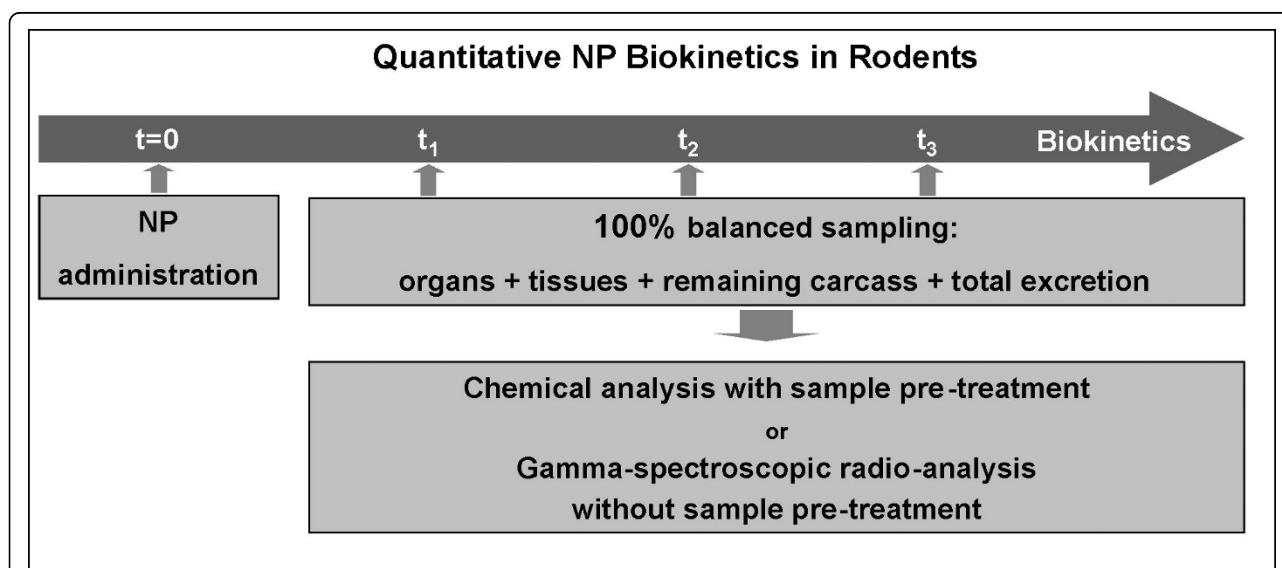 Quantitative NP Biokinetics in Rodents
t=0 t₁ t₂ t₃ Biokinetics
NP
administration
100% balanced sampling:
organs + tissues + remaining carcass + total excretion
Chemical analysis with sample pre-treatment
or
Gamma-spectroscopic radio-analysis
without sample pre-treatment